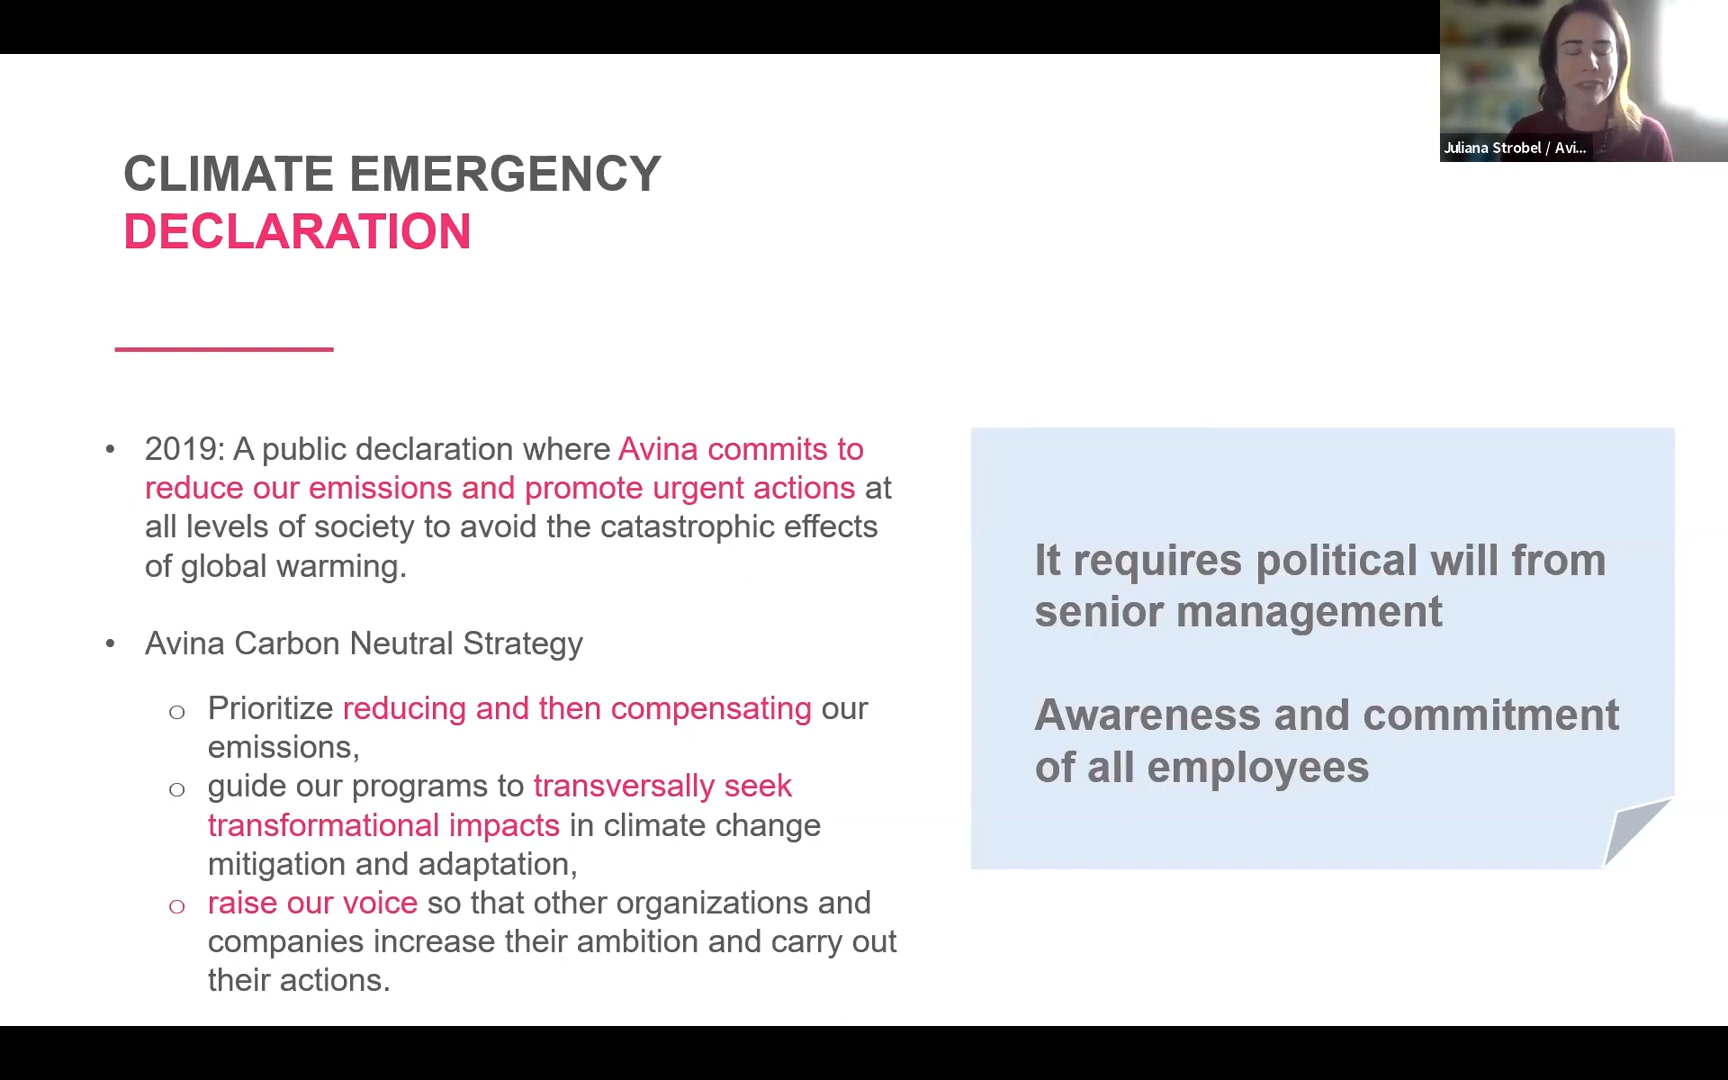 Juliana Strobel / Avi...
CLIMATE EMERGENCY
DECLARATION
• 2019: A public declaration where Avina commits to
reduce our emissions and promote urgent actions at
all levels of society to avoid the catastrophic effects
of global warming.
• Avina Carbon Neutral Strategy
o Prioritize reducing and then compensating our
emissions,
o guide our programs to transversally seek
transformational impacts in climate change
mitigation and adaptation,
o raise our voice so that other organizations and
companies increase their ambition and carry out
their actions.
It requires political will from
senior management
Awareness and commitment
of all employees